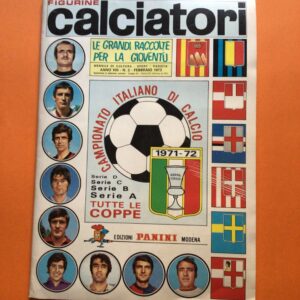 FIGURINE
calciatori
LE GRANDI RACCOLTE
PER LA GIOVENTÙ
ANNO VIII - N. 2 - FEBBRAIO 1972
CAMPIONATO ITALIANO DI CALCIO
1971-72
Serie D
Serie C
Serie B
Serie A
TUTTE LE
COPPE
EDIZIONI PANINI MODENA